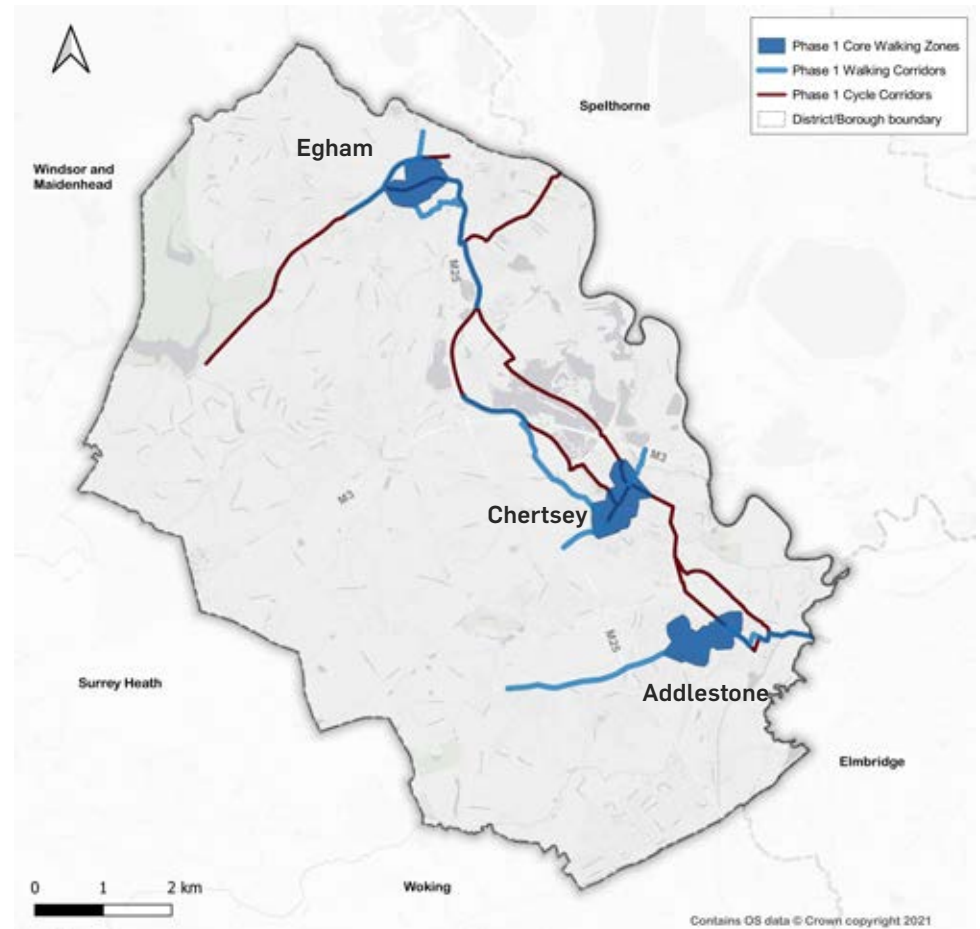 Phase 1 Core Walking Zones
Phase 1 Walking Corridors
Phase 1 Cycle Corridors
District/Borough boundary
Spelthorne
Egham
Windsor and
Maidenhead
M25
M3
M3
Chertsey
M25
Addlestone
Surrey Heath
Elmbridge
Woking
0 1 2 km
Contains OS data © Crown copyright 2021